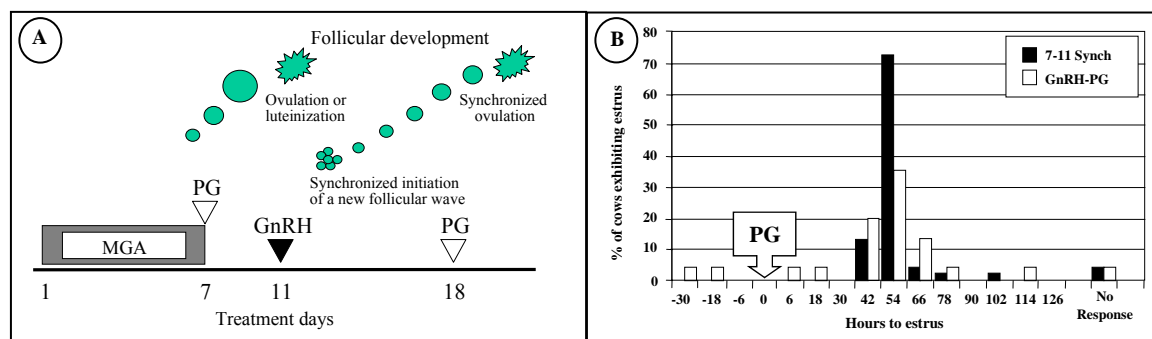 A
Follicular development
Ovulation or
luteinization
Synchronized
ovulation
Synchronized initiation
of a new follicular wave
PG
GnRH
PG
MGA
1
7
11
18
Treatment days
B
% of cows exhibiting estrus
80
70
60
50
40
30
20
10
0
7-11 Synch
GnRH-PG
PG
-30 -18 -6 0 6 18 30 42 54 66 78 90 102 114 126 No
Response
Hours to estrus